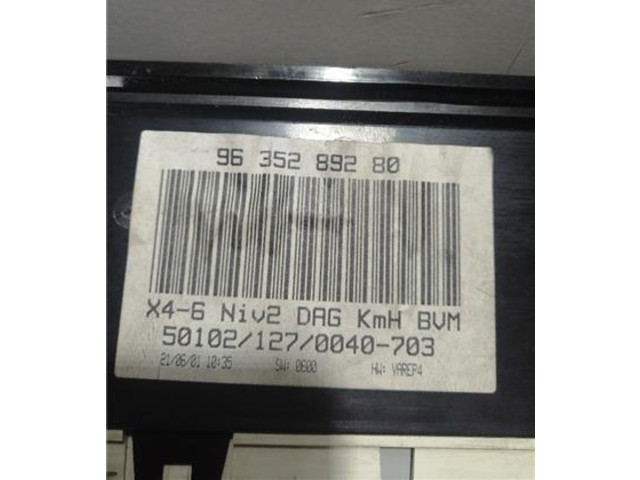 96 352 892 80
X4-6 Niv2 DAG KmH BVM
50102/127/0040-703
21/06/01 10:35 SW: 0600 HW: VAREP4